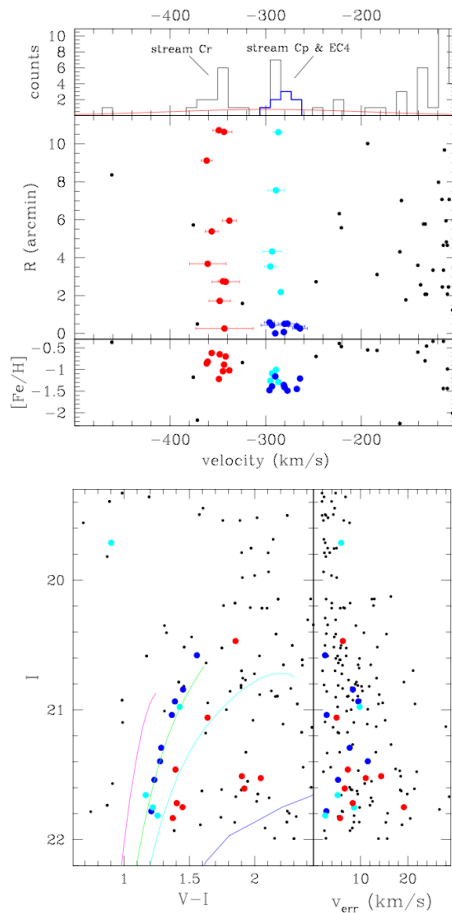 -400 -300 -200
stream Cr stream Cp & EC4
counts
2 4 6 8
R (arcmin)
0 2 4 6 8 10
[Fe/H]
-0.5
-1
-1.5
-2
-400 -300 -200
velocity (km/s)
I
20
21
22
1 1.5 2 0 10 20
V-I v_err (km/s)